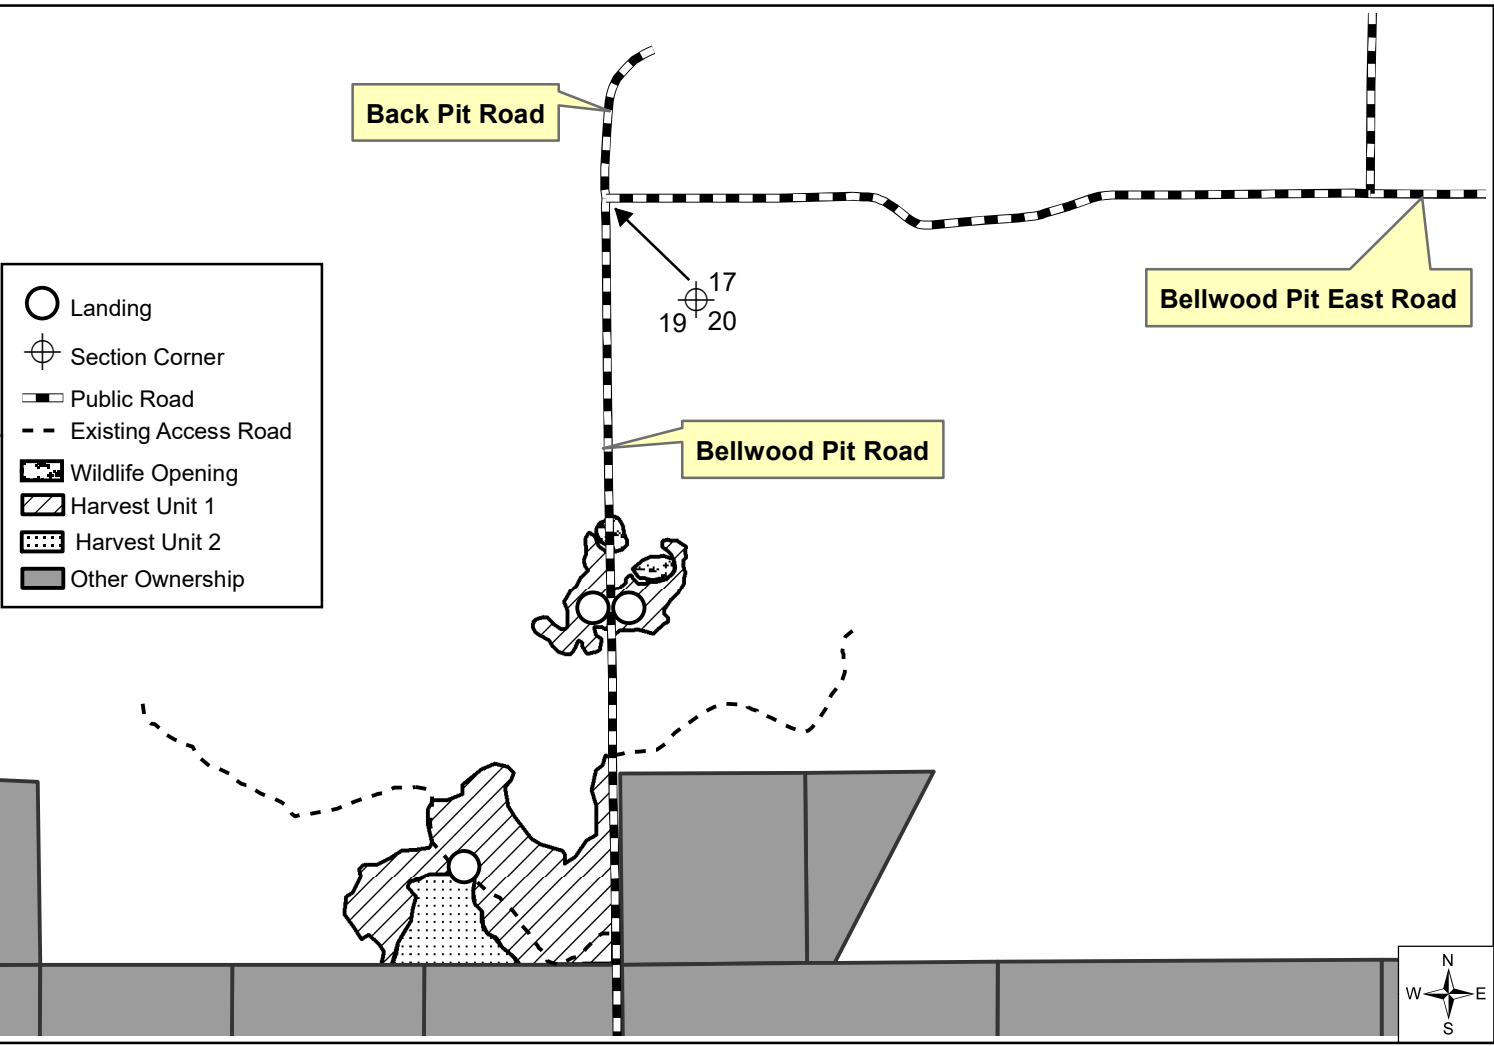 Back Pit Road
17
19 20
Bellwood Pit East Road
Landing
Section Corner
Public Road
Existing Access Road
Wildlife Opening
Harvest Unit 1
Harvest Unit 2
Other Ownership
Bellwood Pit Road
N
W E
S